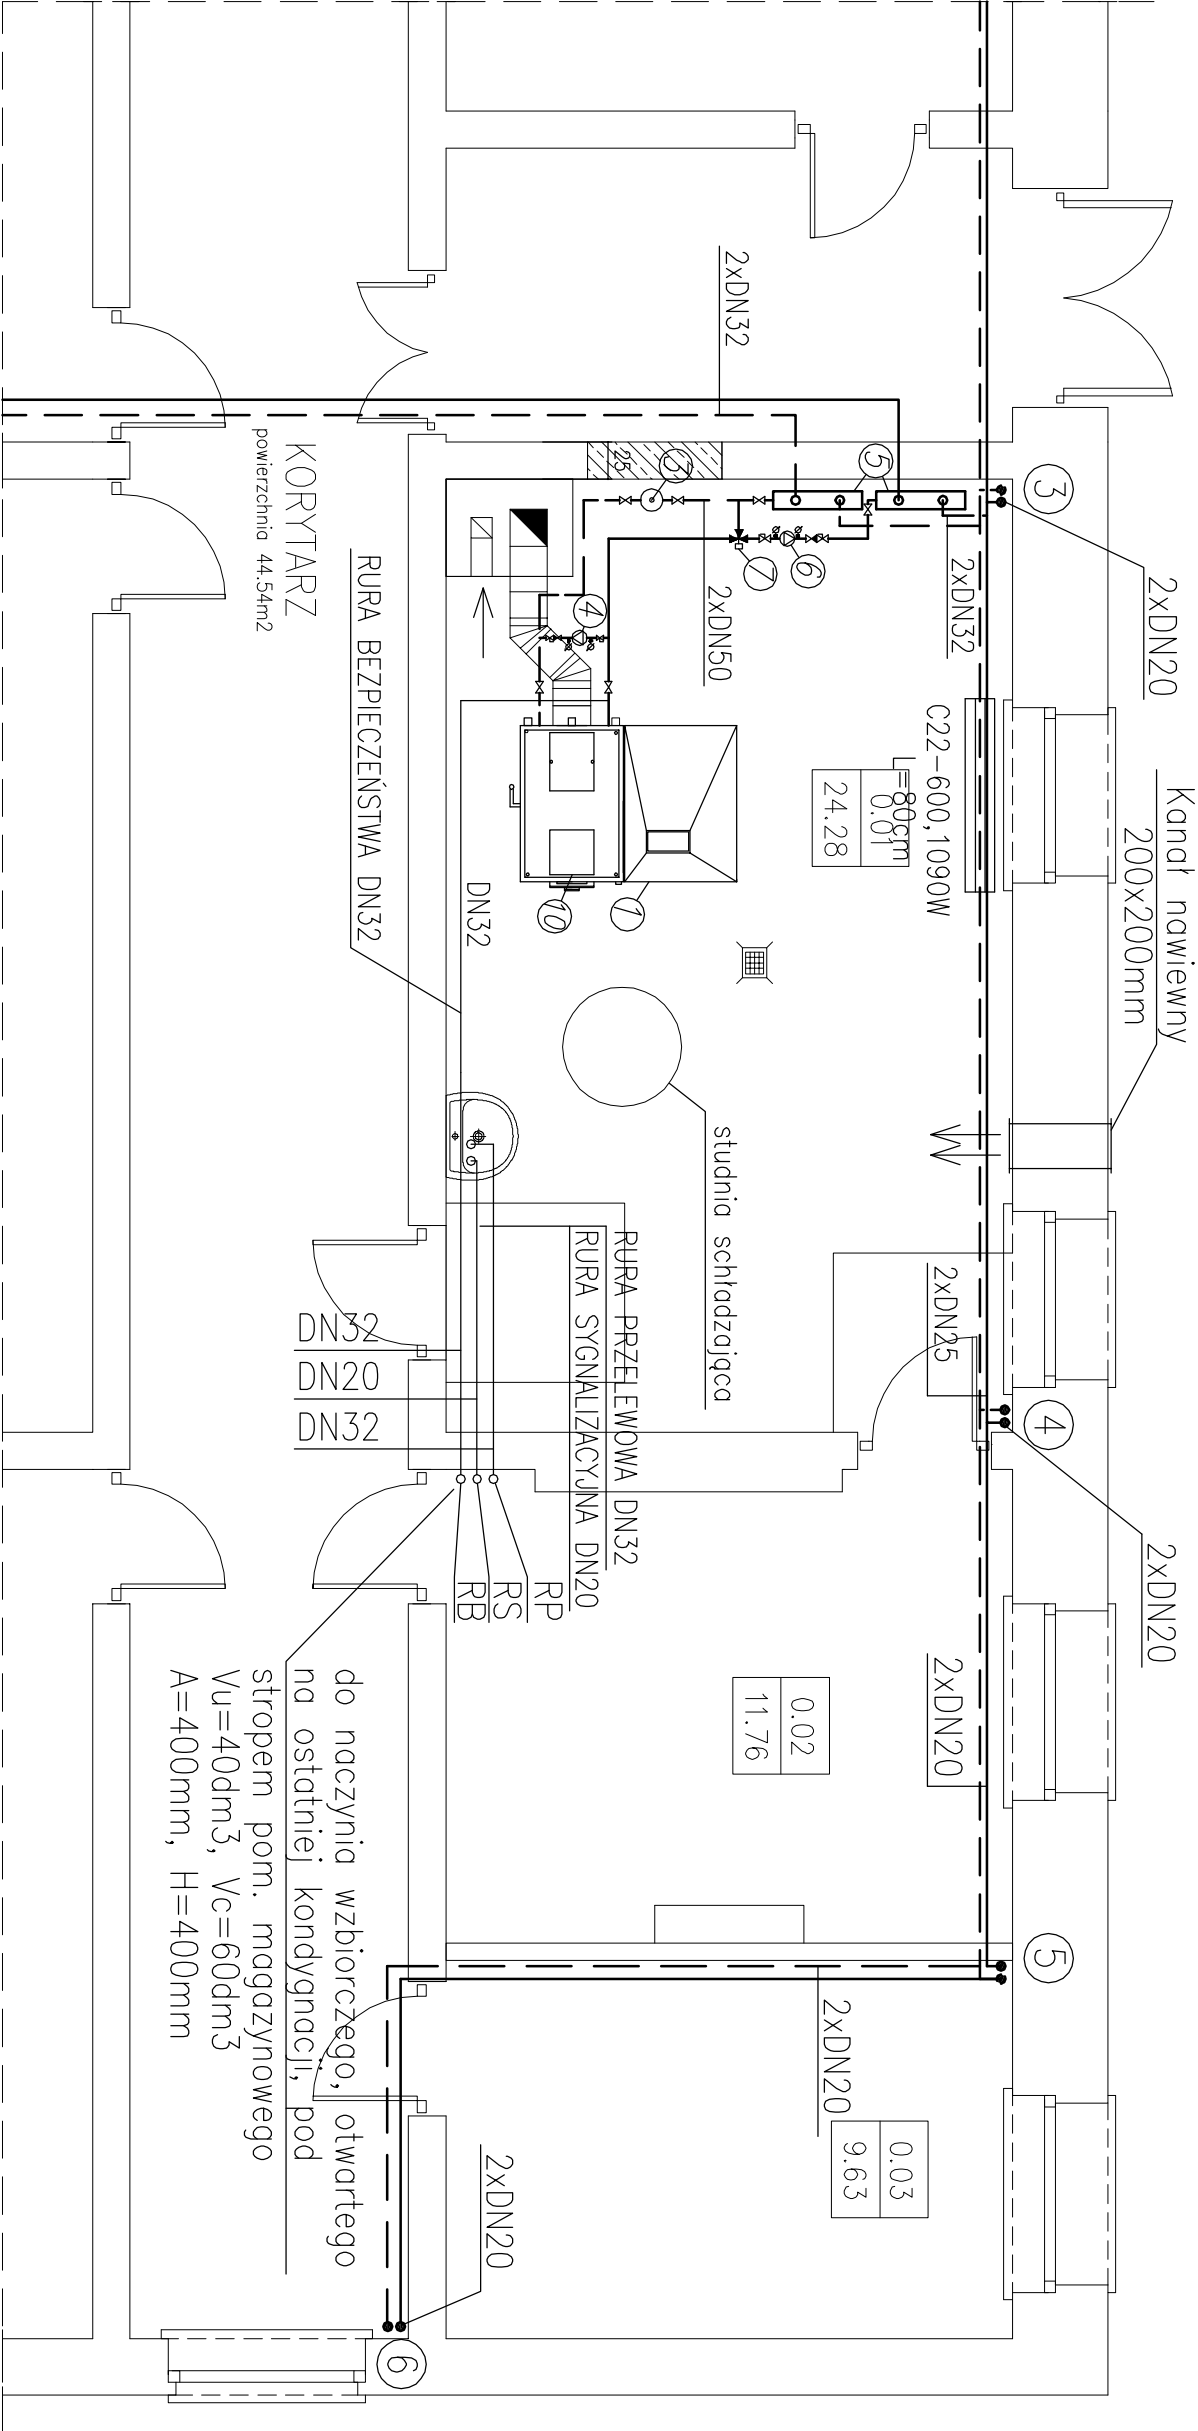 Kanał nawiewny
200x200mm
2xDN20
3
2xDN32
2xDN32
5
3
25
6
7
2xDN50
4
C22-600,1090W
L=80cm
0.01
24.28
1
10
DN32
KORYTARZ
powierzchnia 44.54m2
RURA BEZPIECZEŃSTWA DN32
studnia schładzająca
2xDN25
4
2xDN20
RURA PRZELEWOWA DN32
RURA SYGNALIZACYJNA DN20
DN32
DN20
DN32
RP
RS
RB
0.02
11.76
2xDN20
5
2xDN20
0.03
9.63
2xDN20
6
do naczynia wzbiorczego, otwartego
na ostatniej kondygnacji, pod
stropem pom. magazynowego
Vu=40dm3, Vc=60dm3
A=400mm, H=400mm